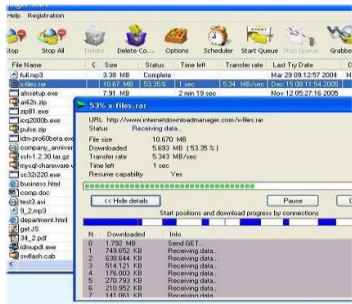 Help Registration
Stop All Delete Delete Co... Options Scheduler Start Queue Stop Queue Grabber
File Name Size Status Time left Transfer rate Last Try Date
full.mp3 3.38 MB Complete Mar 29 09:12:57 2004
x-files.rar 10.67 MB 53.35% 1 sec 5.34 MB/sec Dec 15 08:11:54 2005
7.91 MB 2 min 19 sec Nov 12 05:27:16 2005
zip81.exe
icq2000b.exe
pulse.zip
idm-pro60beta.exe
company_anniver
ssh-1.2.30.tar.gz
mysql-shareware-v
sc32r220.exe
business.html
comp.doc
test3.avi
9_2.mp3
department.html
getJS
34_2.pdf
idmupdt.exe
swflash.cab
53% x-files.rar
URL http://www.internetdownloadmanager.com/x-files.rar
Status Receiving data...
File size 10.670 MB
Downloaded 5.693 MB (53.35 %)
Transfer rate 5.343 MB/sec
Time left 1 sec
Resume capability Yes
<< Hide details Pause
Start positions and download progress by connections
N. Downloaded Info
0 1.792 MB Send GET...
1 749.652 KB Receiving data...
2 638.644 KB Receiving data...
3 514.121 KB Receiving data...
4 176.003 KB Receiving data...
5 270.793 KB Receiving data...
6 210.952 KB Receiving data...
7 141.061 KB Receiving data...